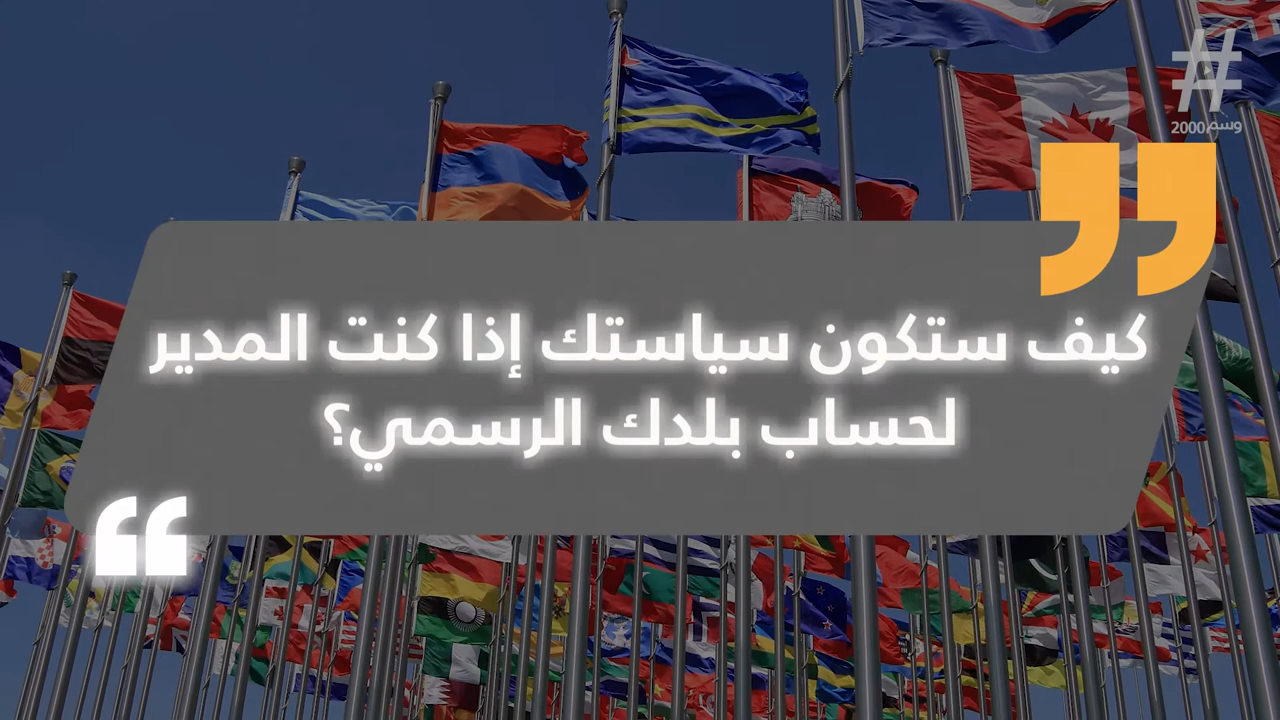 #
وسم2000
كيف ستكون سياستك إذا كنت المدير
لحساب بلدك الرسمي؟